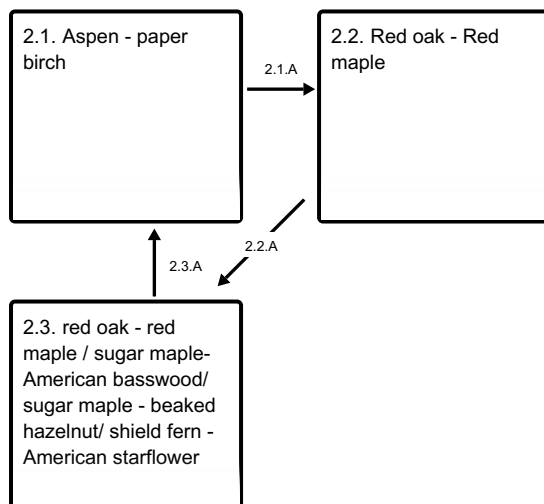 2.1. Aspen - paper
birch
2.1.A
2.2. Red oak - Red
maple
2.2.A
2.3.A
2.3. red oak - red
maple / sugar maple-
American basswood/
sugar maple - beaked
hazelnut/ shield fern -
American starflower